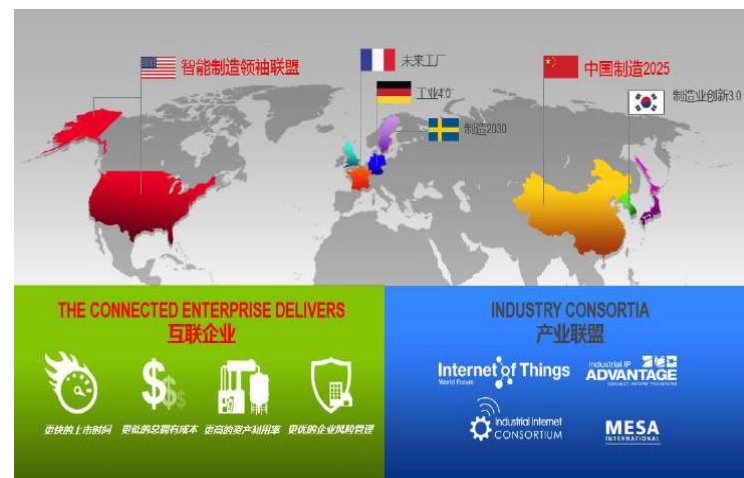 智能制造领袖联盟
未来工厂
工业4.0
制造2030
中国制造2025
制造业创新3.0
THE CONNECTED ENTERPRISE DELIVERS
互联企业
更快的上市时间
更低的总拥有成本
更高的资产利用率
更优的企业风险管理
INDUSTRY CONSORTIA
产业联盟
Internet of Things
World Forum
Industrial IP
ADVANTAGE
Industrial Internet
CONSORTIUM
MESA
INTERNATIONAL